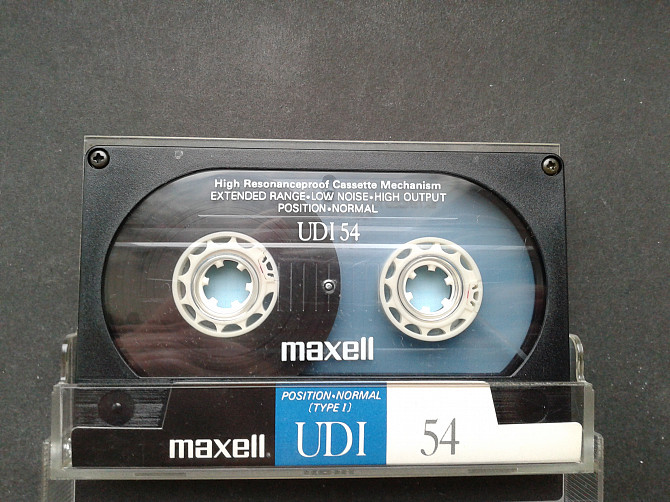 High Resonanceproof Cassette Mechanism
EXTENDED RANGE•LOW NOISE•HIGH OUTPUT
POSITION•NORMAL
UDI 54
maxell
POSITION•NORMAL
(TYPE I)
maxell. UDI 54